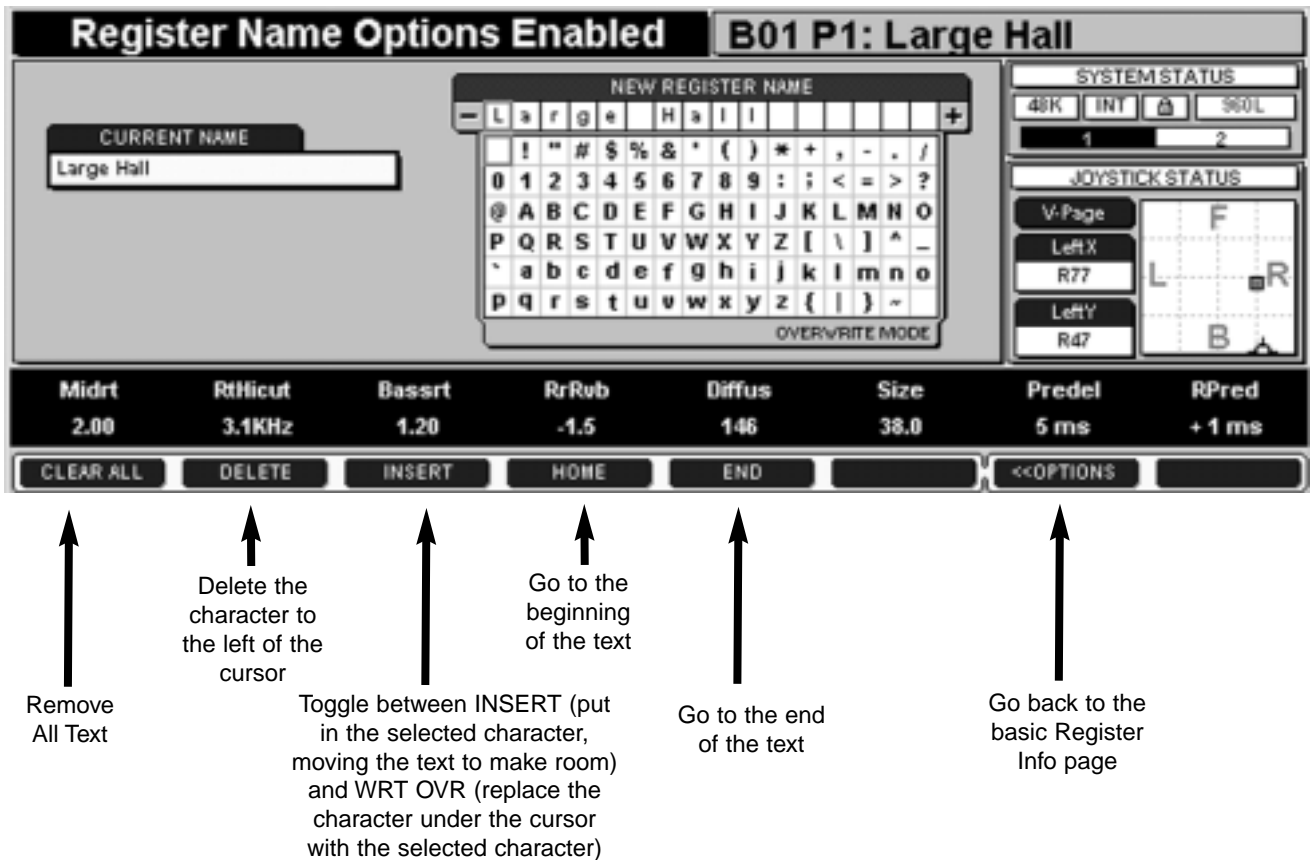 Register Name Options Enabled
B01 P1: Large Hall
CURRENT NAME
Large Hall
NEW REGISTER NAME
- L a r g e H a l l +
! " # $ % & ' ( ) * + , - . /
0 1 2 3 4 5 6 7 8 9 : ; < = > ?
@ A B C D E F G H I J K L M N O
P Q R S T U V W X Y Z [ \ ] ^ _
` a b c d e f g h i j k l m n o
p q r s t u v w x y z { | } ~
OVERWRITE MODE
SYSTEM STATUS
48K INT 960L
1 2
JOYSTICK STATUS
V-Page
LeftX
R77
LeftY
R47
F
L R
B
Midrt RtHicut Bassrt RrRvb Diffus Size Predel RPred
2.00 3.1KHz 1.20 -1.5 146 38.0 5 ms + 1 ms
CLEAR ALL DELETE INSERT HOME END <<OPTIONS
Remove
All Text
Delete the
character to
the left of the
cursor
Toggle between INSERT (put
in the selected character,
moving the text to make room)
and WRT OVR (replace the
character under the cursor
with the selected character)
Go to the
beginning
of the text
Go to the end
of the text
Go back to the
basic Register
Info page